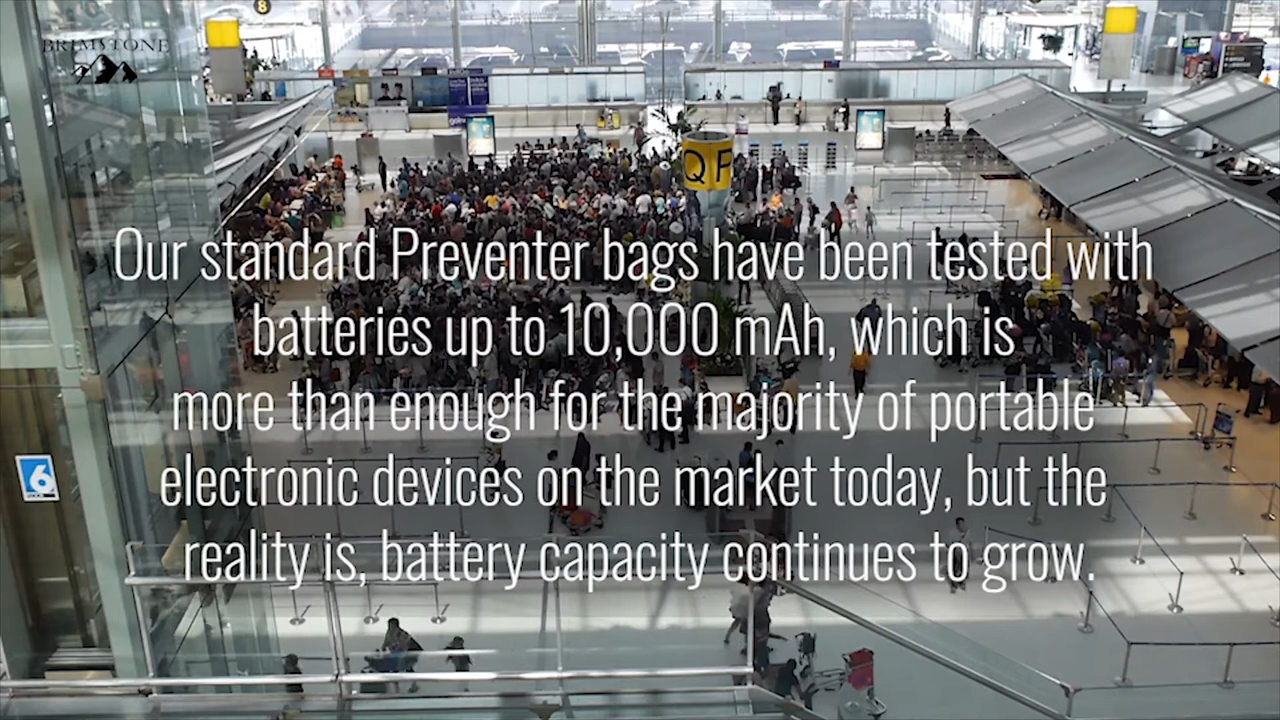 8
BRIMSTONE
QF
Our standard Preventer bags have been tested with
batteries up to 10,000 mAh, which is
more than enough for the majority of portable
electronic devices on the market today, but the
reality is, battery capacity continues to grow.
6